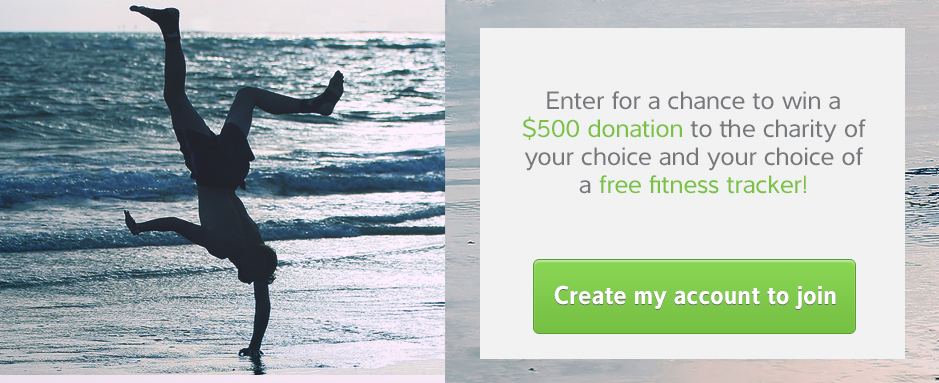 Enter for a chance to win a
$500 donation to the charity of
your choice and your choice of
a free fitness tracker!
Create my account to join